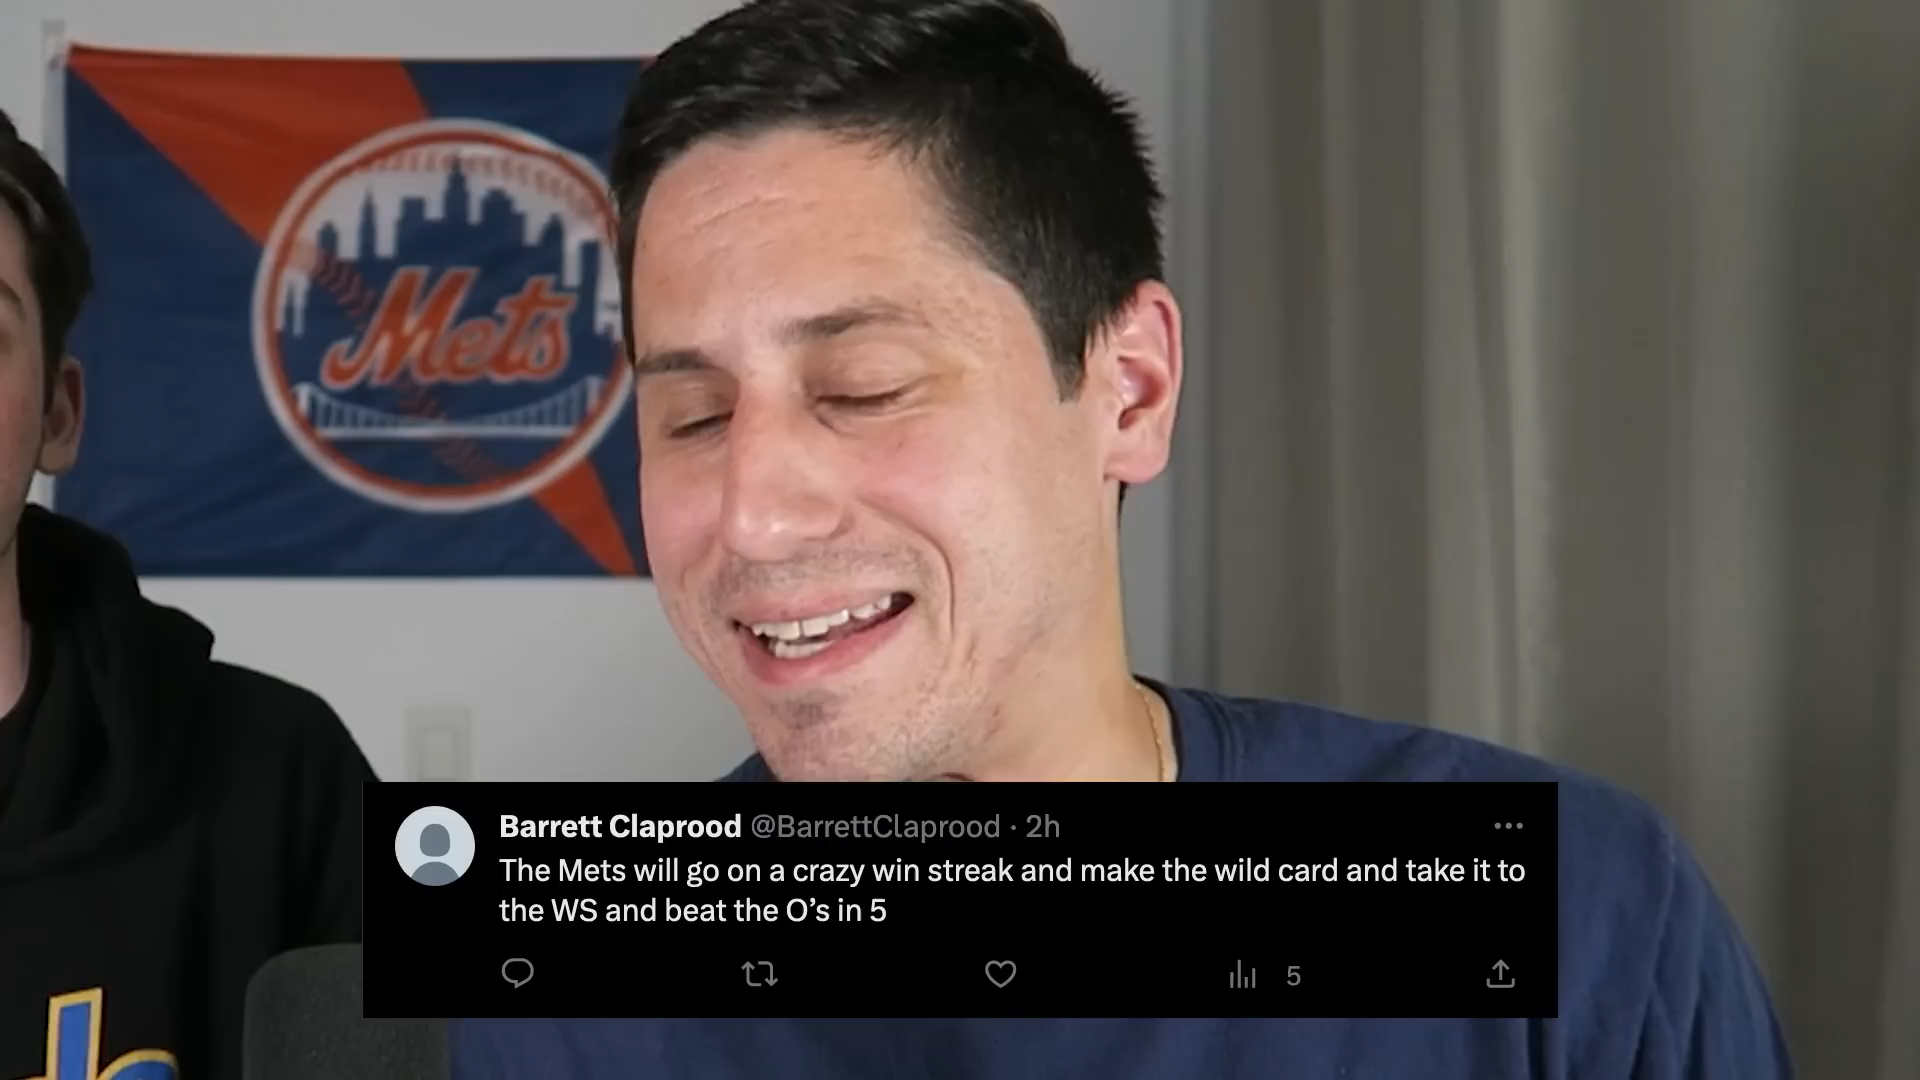 Mets
Barrett Claprood @BarrettClaprood · 2h
The Mets will go on a crazy win streak and make the wild card and take it to
the WS and beat the O’s in 5
5